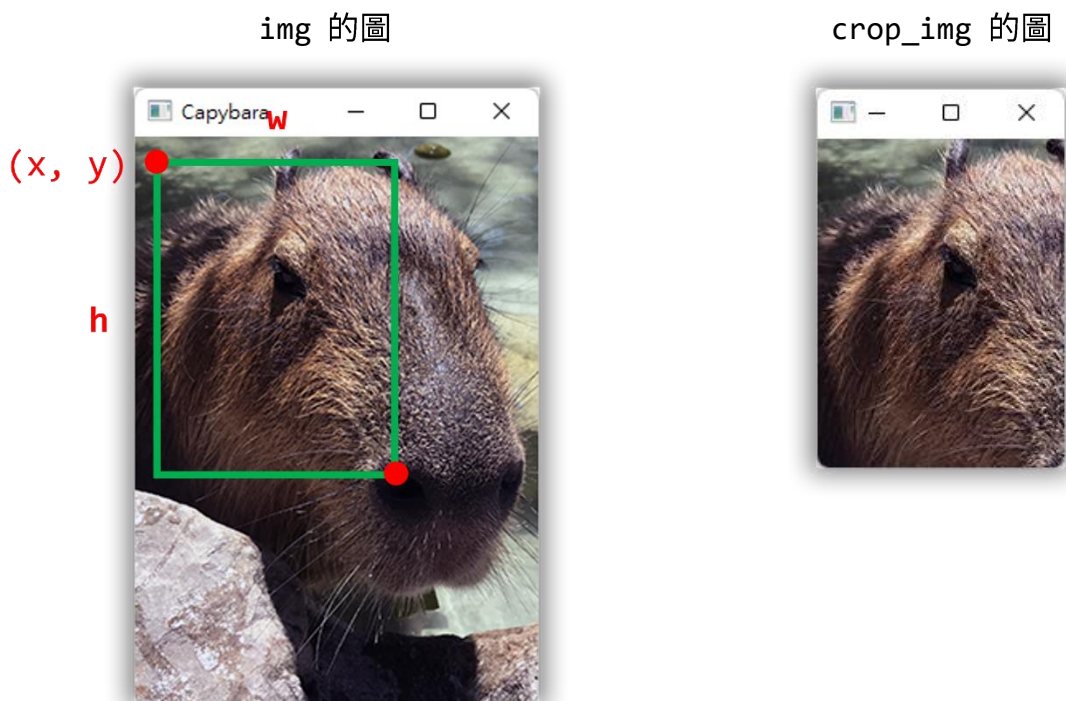 img 的圖
crop_img 的圖
Capybara
w
(x, y)
h